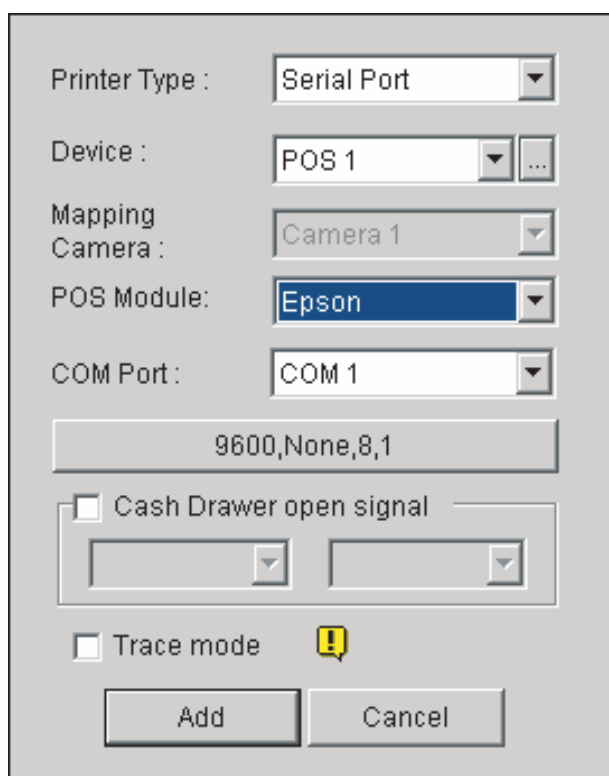 Printer Type :
Serial Port
Device :
POS 1
...
Mapping
Camera :
Camera 1
POS Module:
Epson
COM Port :
COM 1
9600,None,8,1
Cash Drawer open signal
Trace mode
!
Add
Cancel